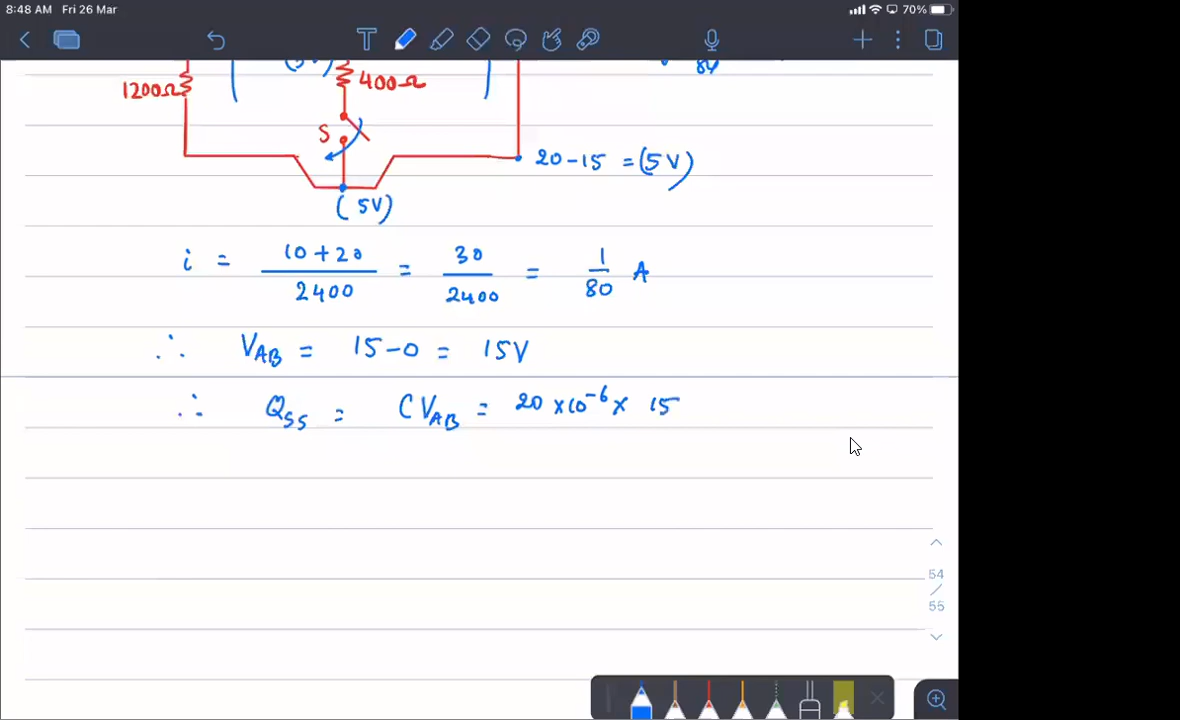 8:48 AM Fri 26 Mar 70%
1200Ω
400Ω
S
20-15 = (5V)
(5V)
i = 10+20 / 2400 = 30 / 2400 = 1/80 A
∴ V_AB = 15-0 = 15V
∴ Q_SS = CV_AB = 20 × 10^-6 × 15
54
/
55